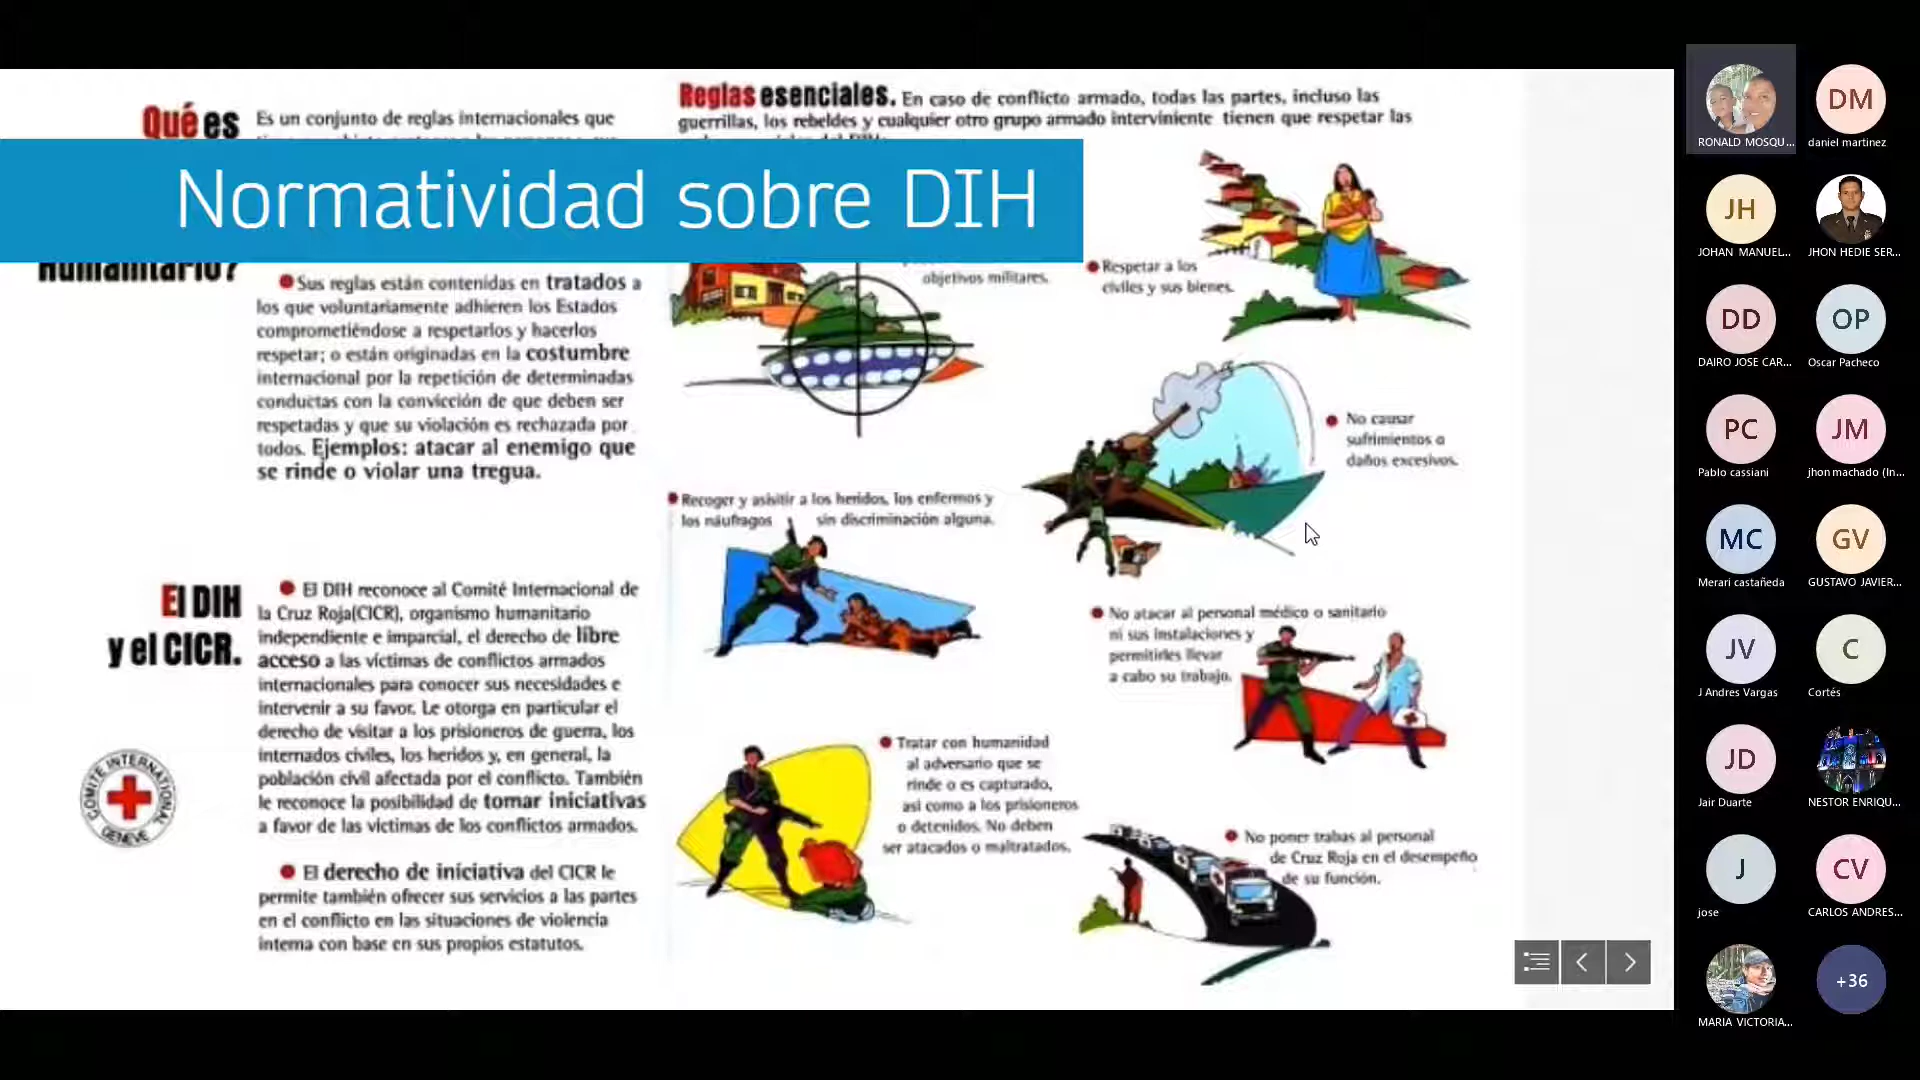 Qué es
Es un conjunto de reglas internacionales que
Normatividad sobre DIH
Humanitario?
Sus reglas están contenidas en tratados a
los que voluntariamente adhieren los Estados
comprometiéndose a respetarlos y hacerlos
respetar; o están originadas en la costumbre
internacional por la repetición de determinadas
conductas con la convicción de que deben ser
respetadas y que su violación es rechazada por
todos. Ejemplos: atacar al enemigo que
se rinde o violar una tregua.
El DIH
y el CICR.
El DIH reconoce al Comité Internacional de
la Cruz Roja(CICR), organismo humanitario
independiente e imparcial, el derecho de libre
acceso a las víctimas de conflictos armados
internacionales para conocer sus necesidades e
intervenir a su favor. Le otorga en particular el
derecho de visitar a los prisioneros de guerra, los
internados civiles, los heridos y, en general, la
población civil afectada por el conflicto. También
le reconoce la posibilidad de tomar iniciativas
a favor de las víctimas de los conflictos armados.
El derecho de iniciativa del CICR le
permite también ofrecer sus servicios a las partes
en el conflicto en las situaciones de violencia
interna con base en sus propios estatutos.
COMITE INTERNATIONAL
GENEVE
Reglas esenciales. En caso de conflicto armado, todas las partes, incluso las
guerrillas, los rebeldes y cualquier otro grupo armado interviniente tienen que respetar las
objetivos militares.
Respetar a los
civiles y sus bienes.
No causar
sufrimientos o
daños excesivos.
Recoger y asisitir a los heridos, los enfermos y
los náufragos sin discriminación alguna.
No atacar al personal médico o sanitario
ni sus instalaciones y
permitirles llevar
a cabo su trabajo.
Tratar con humanidad
al adversario que se
rinde o es capturado,
así como a los prisioneros
o detenidos. No deben
ser atacados o maltratados.
No poner trabas al personal
de Cruz Roja en el desempeño
de su función.
RONALD MOSQU...
DM
daniel martinez
JH
JOHAN MANUEL...
JHON HEDIE SER...
DD
DAIRO JOSE CAR...
OP
Oscar Pacheco
PC
Pablo cassiani
JM
jhon machado (In...
MC
Merari castañeda
GV
GUSTAVO JAVIER...
JV
J Andres Vargas
C
Cortés
JD
Jair Duarte
NESTOR ENRIQU...
J
jose
CV
CARLOS ANDRES...
MARIA VICTORIA...
+36